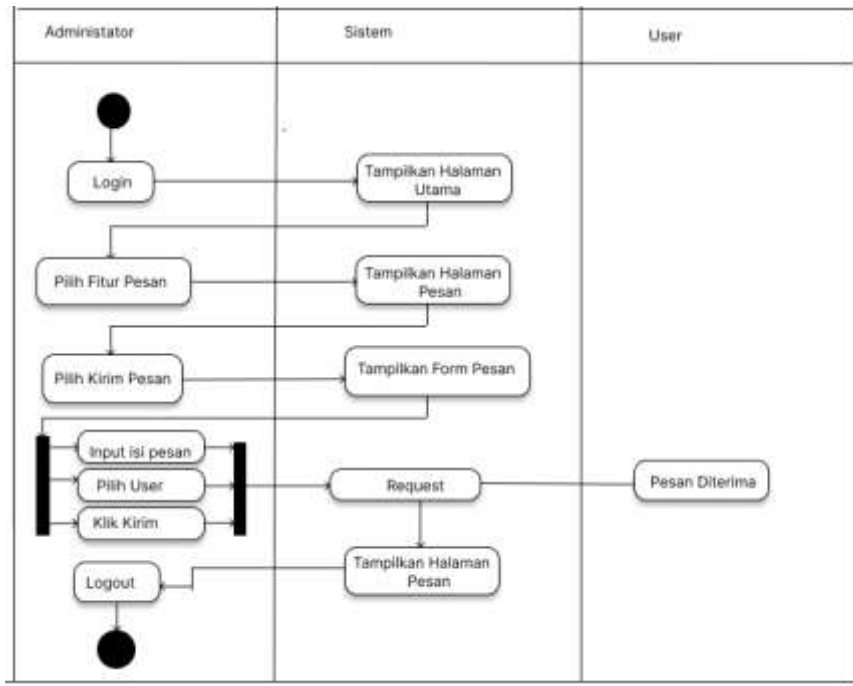 Administator
Sistem
User
Login
Tampilkan Halaman
Utama
Pilih Fitur Pesan
Tampilkan Halaman
Pesan
Pilih Kirim Pesan
Tampilkan Form Pesan
Input isi pesan
Pilih User
Klik Kirim
Request
Pesan Diterima
Tampilkan Halaman
Pesan
Logout